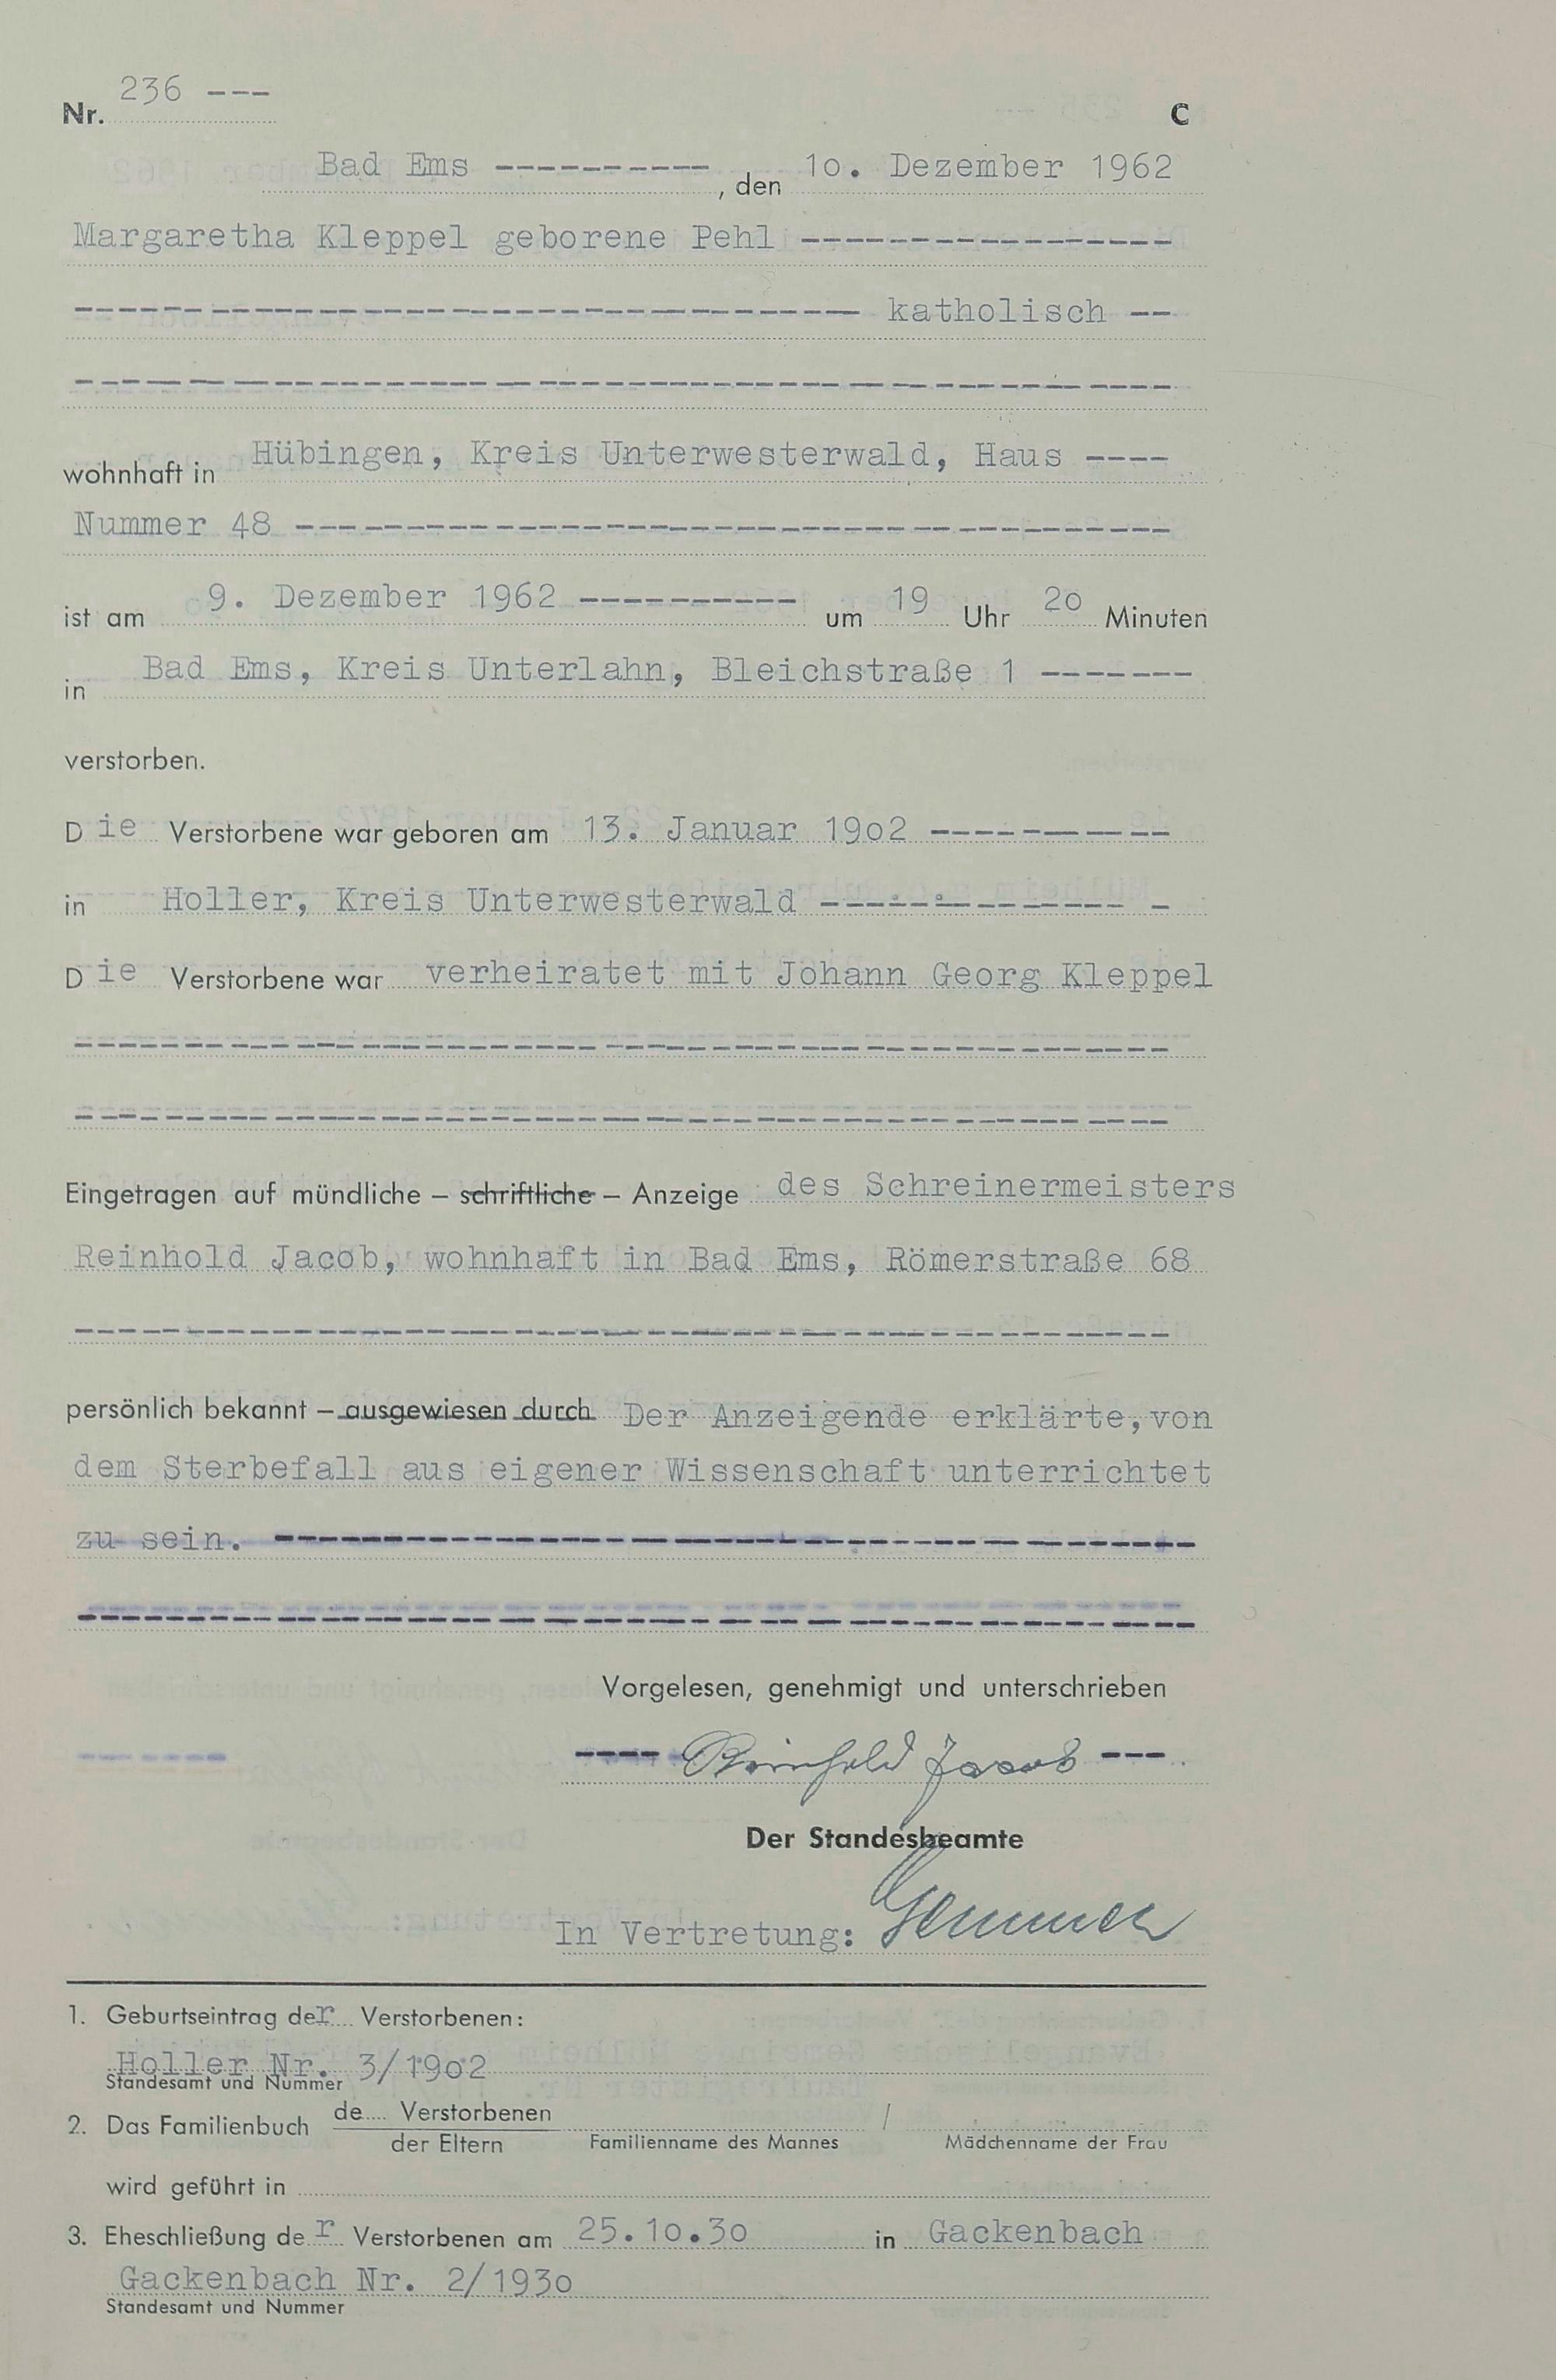 Nr. 236 ---
C
Bad Ems ----------, den 10. Dezember 1962
Margaretha Kleppel geborene Pehl -----------------
------------------------------------ katholisch --
--------------------------------------------------
wohnhaft in Hübingen, Kreis Unterwesterwald, Haus ----
Nummer 48 ----------------------------------------
ist am 9. Dezember 1962 ---------- um 19 Uhr 20 Minuten
in Bad Ems, Kreis Unterlahn, Bleichstraße 1 -------
verstorben.
Die Verstorbene war geboren am 13. Januar 1902 -----------
in Holler, Kreis Unterwesterwald -------------- -
Die Verstorbene war verheiratet mit Johann Georg Kleppel
--------------------------------------------------
--------------------------------------------------
Eingetragen auf mündliche – schriftliche – Anzeige des Schreinermeisters
Reinhold Jacob, wohnhaft in Bad Ems, Römerstraße 68
--------------------------------------------------
persönlich bekannt – ausgewiesen durch Der Anzeigende erklärte, von
dem Sterbefall aus eigener Wissenschaft unterrichtet
zu sein. ------------------------------------------
---------------------------------------------------
Vorgelesen, genehmigt und unterschrieben
---- Reinhold Jacob ---
Der Standesbeamte
In Vertretung:
1. Geburtseintrag der Verstorbenen:
Holler Nr. 3/1902
Standesamt und Nummer
2. Das Familienbuch de.... Verstorbenen /
der Eltern Familienname des Mannes Mädchenname der Frau
wird geführt in
3. Eheschließung der Verstorbenen am 25.10.30 in Gackenbach
Gackenbach Nr. 2/1930
Standesamt und Nummer